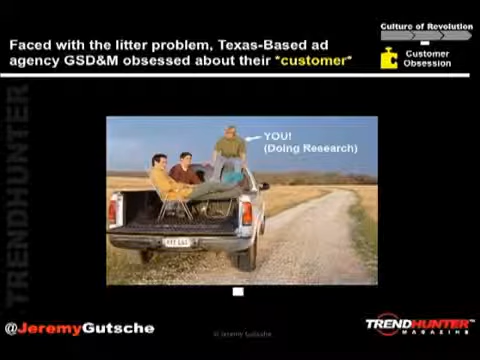 Culture of Revolution
Faced with the litter problem, Texas-Based ad
agency GSD&M obsessed about their *customer*
Customer
Obsession
YOU!
(Doing Research)
TRENDHUNTER
@JeremyGutsche
© Jeremy Gutsche
TRENDHUNTER™
MAGAZINE